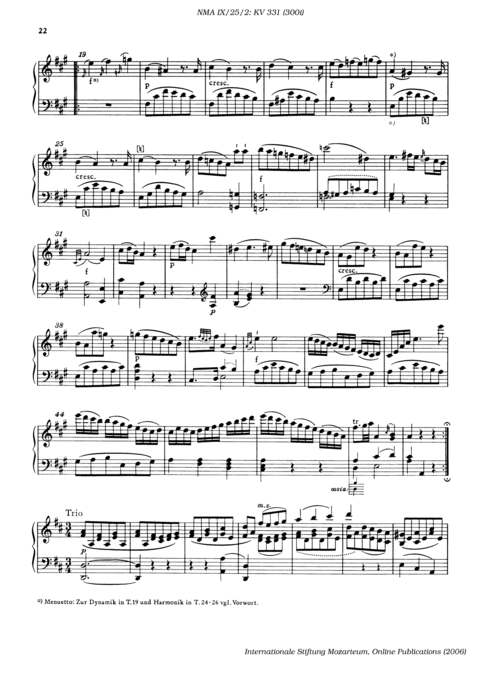 NMA IX/25/2: KV 331 (300i)
22
19
a)
f a)
p
cresc.
f
p
a)
[♮]
25
[♮]
cresc.
f
[♮]
31
f
p
cresc.
p
38
p
f
44
tr
ossia
Trio
m.s.
p
a) Menuetto: Zur Dynamik in T. 19 und Harmonik in T. 24-26 vgl. Vorwort.
Internationale Stiftung Mozarteum, Online Publications (2006)